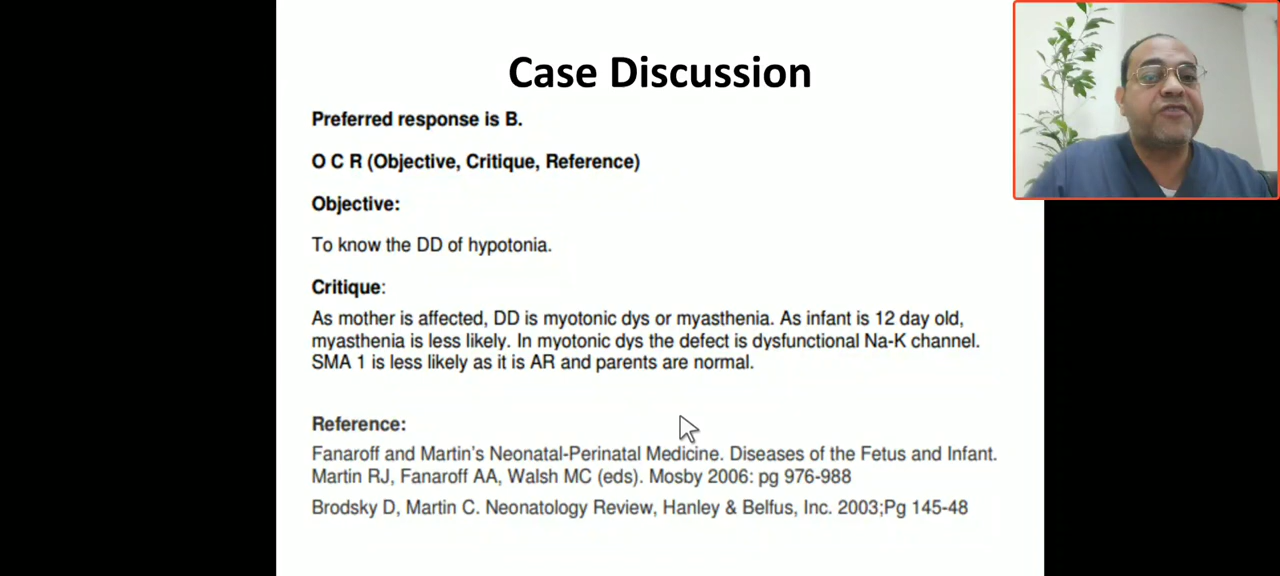 Case Discussion
Preferred response is B.
O C R (Objective, Critique, Reference)
Objective:
To know the DD of hypotonia.
Critique:
As mother is affected, DD is myotonic dys or myasthenia. As infant is 12 day old,
myasthenia is less likely. In myotonic dys the defect is dysfunctional Na-K channel.
SMA 1 is less likely as it is AR and parents are normal.
Reference:
Fanaroff and Martin's Neonatal-Perinatal Medicine. Diseases of the Fetus and Infant.
Martin RJ, Fanaroff AA, Walsh MC (eds). Mosby 2006: pg 976-988
Brodsky D, Martin C. Neonatology Review, Hanley & Belfus, Inc. 2003;Pg 145-48